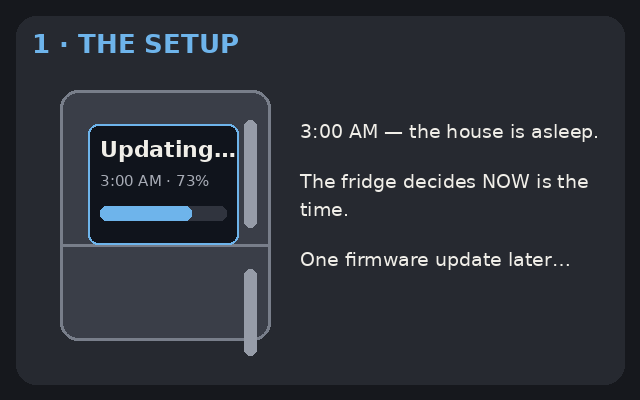 1 · THE SETUP
Updating…
3:00 AM · 73%
3:00 AM — the house is asleep.
The fridge decides NOW is the
time.
One firmware update later…